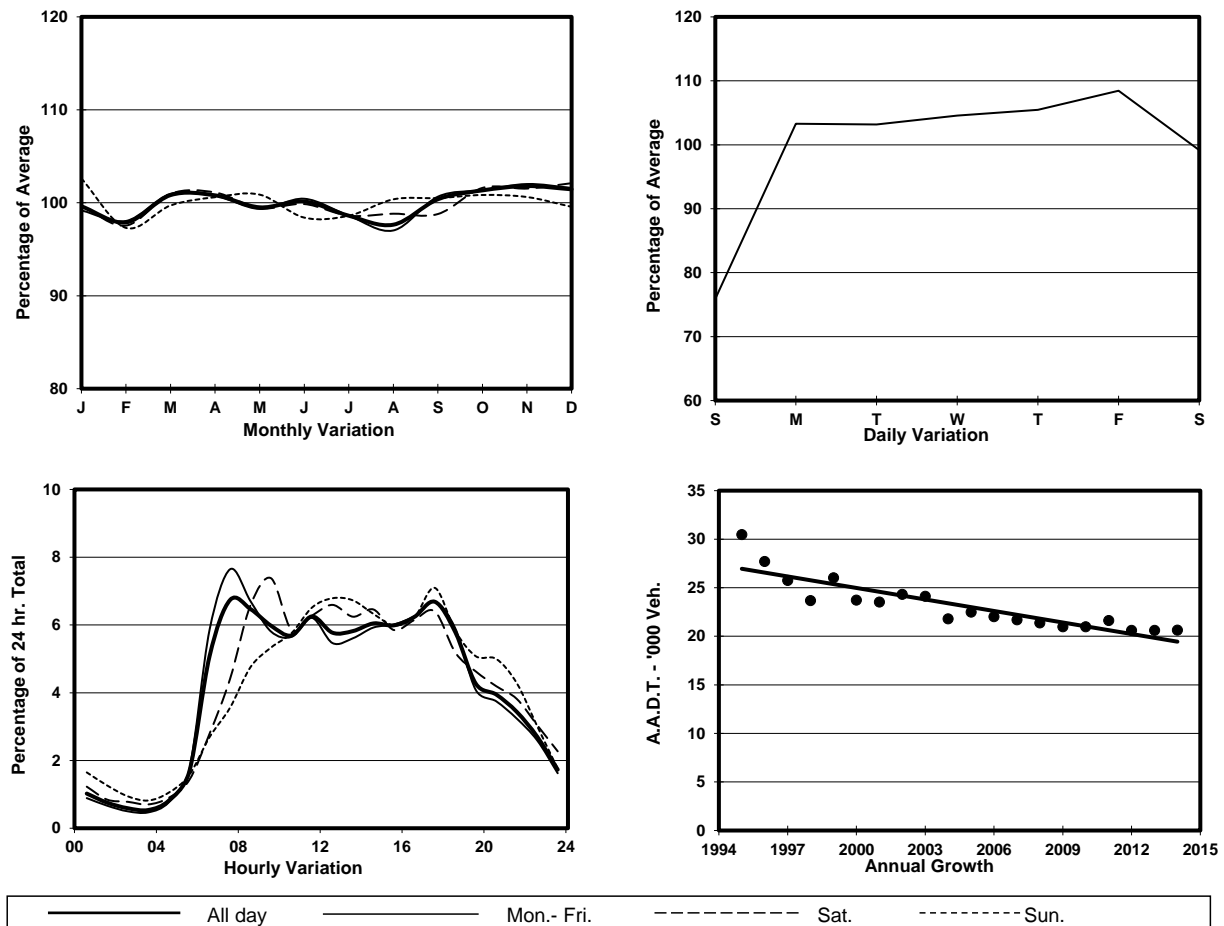 120
110
100
90
80
Percentage of Average
J F M A M J J A S O N D
Monthly Variation
120
110
100
90
80
70
60
Percentage of Average
S M T W T F S
Daily Variation
10
8
6
4
2
0
Percentage of 24 hr. Total
00 04 08 12 16 20 24
Hourly Variation
35
30
25
20
15
10
5
0
A.A.D.T. - '000 Veh.
1994 1997 2000 2003 2006 2009 2012 2015
Annual Growth
All day Mon.- Fri. Sat. Sun.